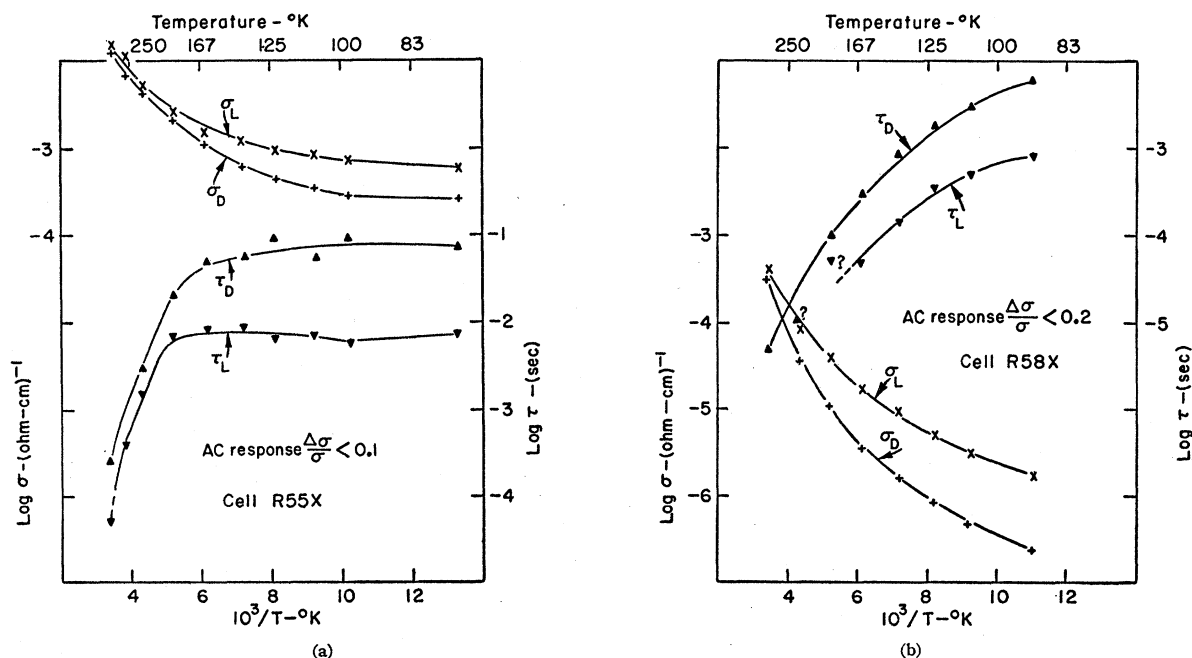 Temperature - °K
250 167 125 100 83
σL
σD
τD
τL
-3
-4
-1
-2
-3
-4
Log σ - (ohm-cm)⁻¹
Log τ - (sec)
AC response Δσ/σ < 0.1
Cell R55X
2 4 6 8 10 12
10³/T - °K
(a)
Temperature - °K
250 167 125 100 83
τD
τL
?
?
σL
σD
-3
-4
-5
-6
-3
-4
-5
Log σ - (ohm-cm)⁻¹
Log τ - (sec)
AC response Δσ/σ < 0.2
Cell R58X
4 6 8 10 12
10³/T - °K
(b)